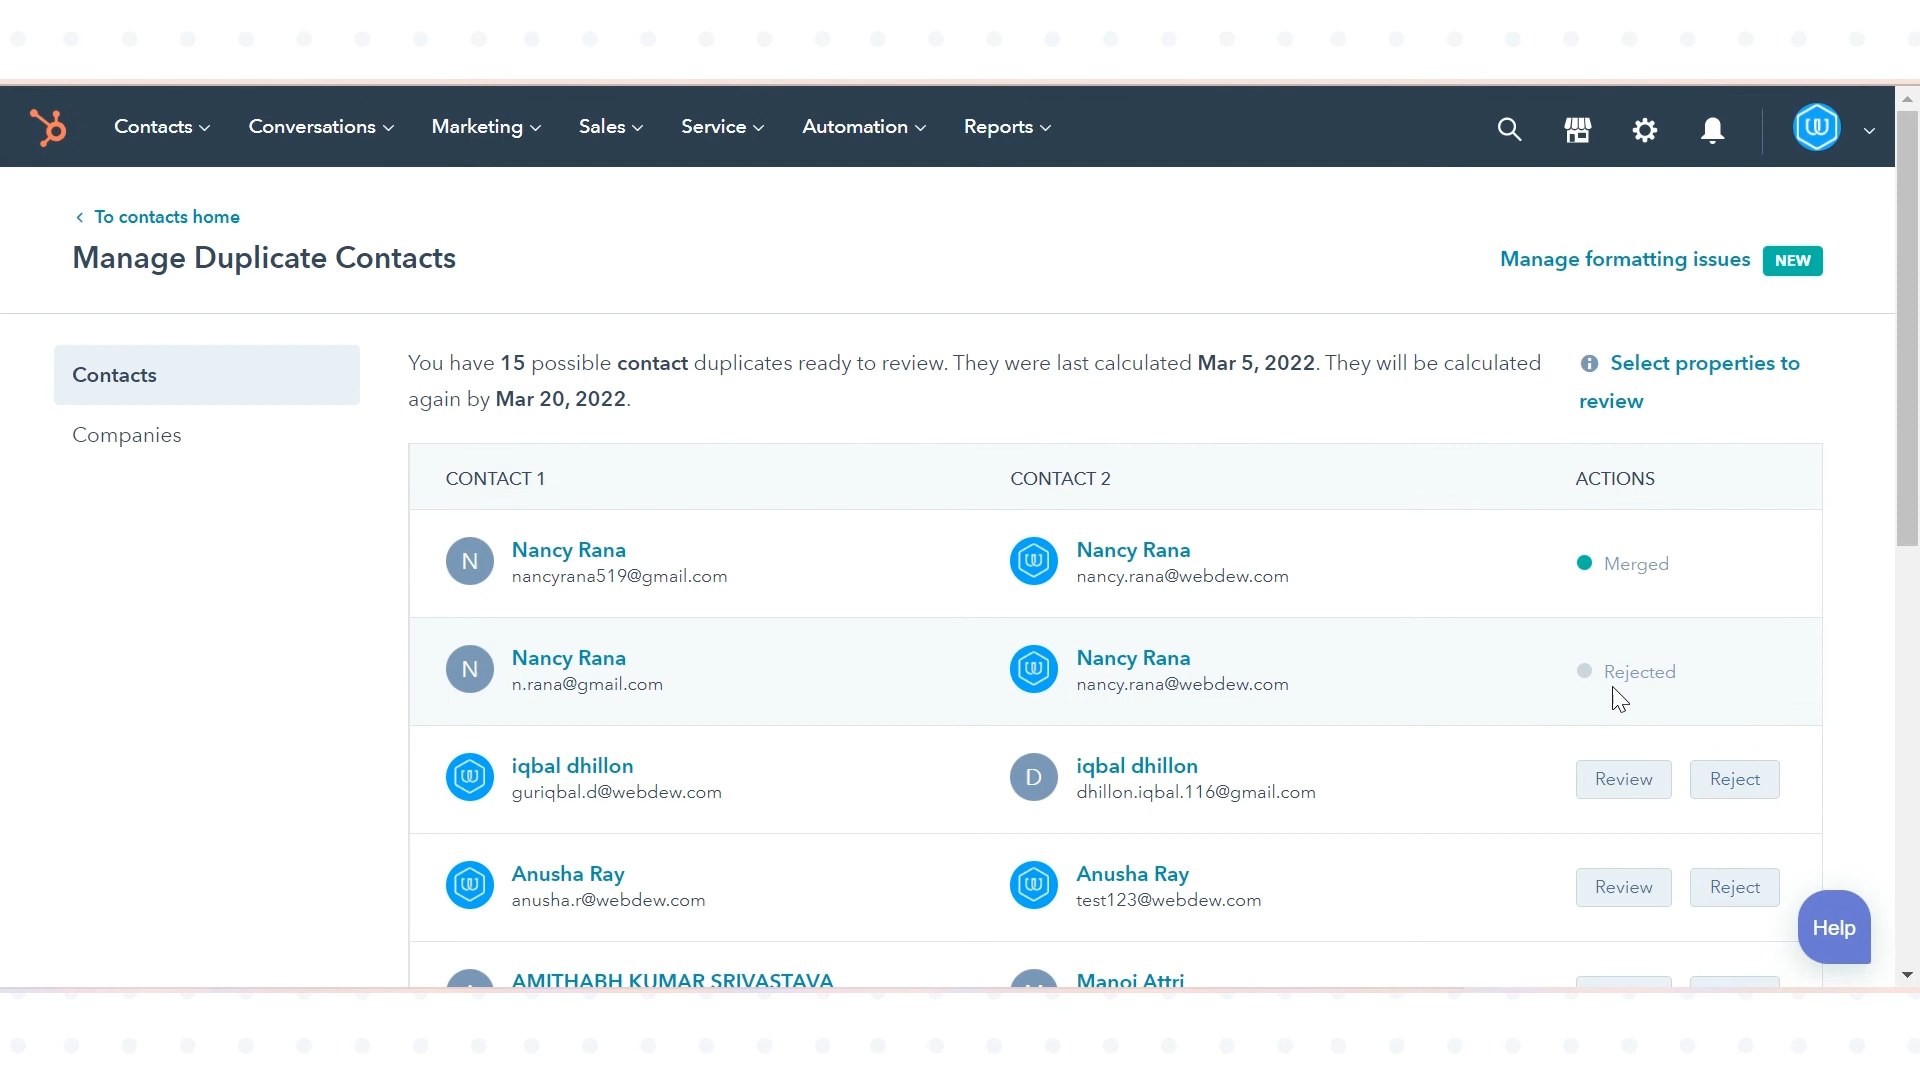 Contacts Conversations Marketing Sales Service Automation Reports
To contacts home
Manage Duplicate Contacts
Manage formatting issues NEW
Contacts
Companies
You have 15 possible contact duplicates ready to review. They were last calculated Mar 5, 2022. They will be calculated
again by Mar 20, 2022.
Select properties to
review
CONTACT 1 CONTACT 2 ACTIONS
N Nancy Rana Nancy Rana
nancyrana519@gmail.com nancy.rana@webdew.com
Merged
N Nancy Rana Nancy Rana
n.rana@gmail.com nancy.rana@webdew.com
Rejected
iqbal dhillon D iqbal dhillon
guriqbal.d@webdew.com dhillon.iqbal.116@gmail.com
Review Reject
Anusha Ray Anusha Ray
anusha.r@webdew.com test123@webdew.com
Review Reject
Help
AMITHABH KUMAR SRIVASTAVA Manoj Attri